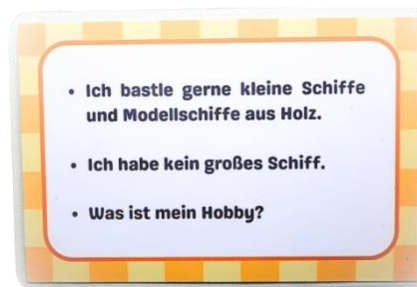 • Ich bastle gerne kleine Schiffe
und Modellschiffe aus Holz.
• Ich habe kein großes Schiff.
• Was ist mein Hobby?